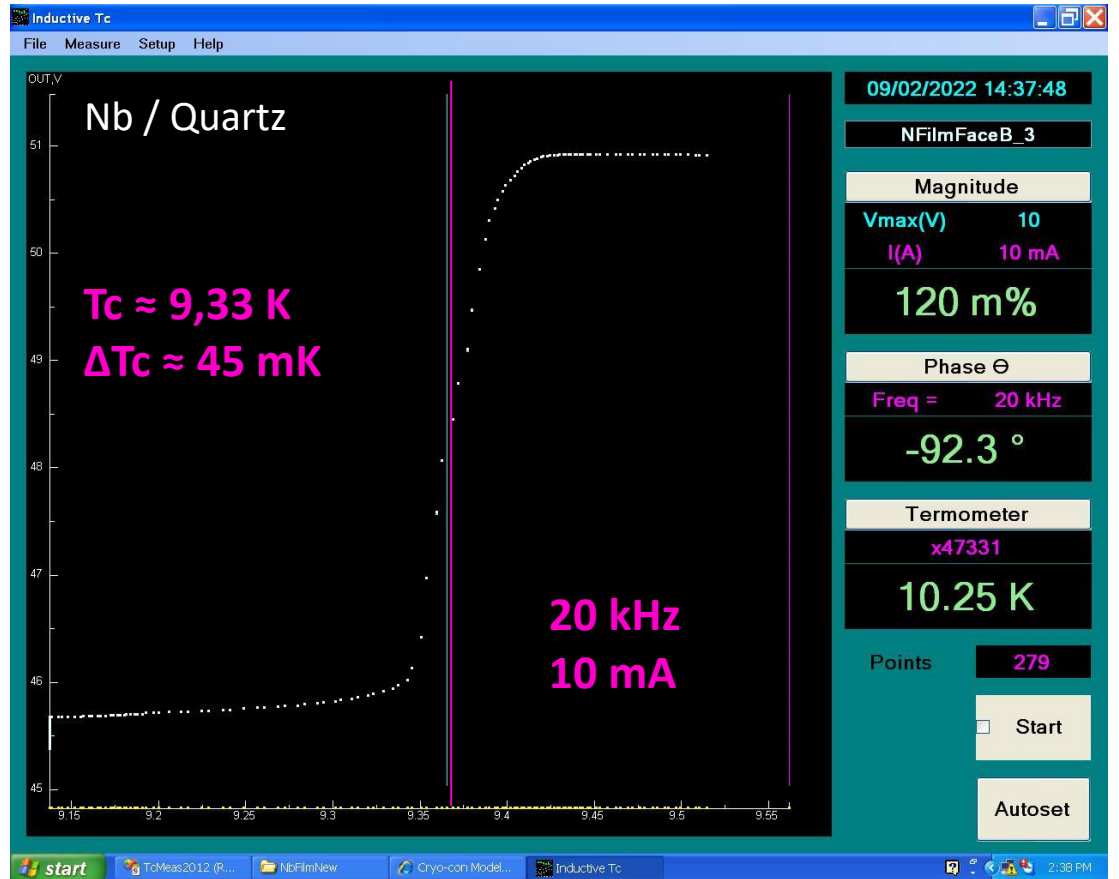 Inductive Tc
File Measure Setup Help
OUT,V
Nb / Quartz
51
50
49
48
47
46
45
Tc ≈ 9,33 K
ΔTc ≈ 45 mK
20 kHz
10 mA
9.15 9.2 9.25 9.3 9.35 9.4 9.45 9.5 9.55
09/02/2022 14:37:48
NFilmFaceB_3
Magnitude
Vmax(V) 10
I(A) 10 mA
120 m%
Phase Θ
Freq = 20 kHz
-92.3 °
Termometer
x47331
10.25 K
Points 279
Start
Autoset
start TcMeas2012 (R... NbFilmNew Cryo-con Model... Inductive Tc 2:38 PM